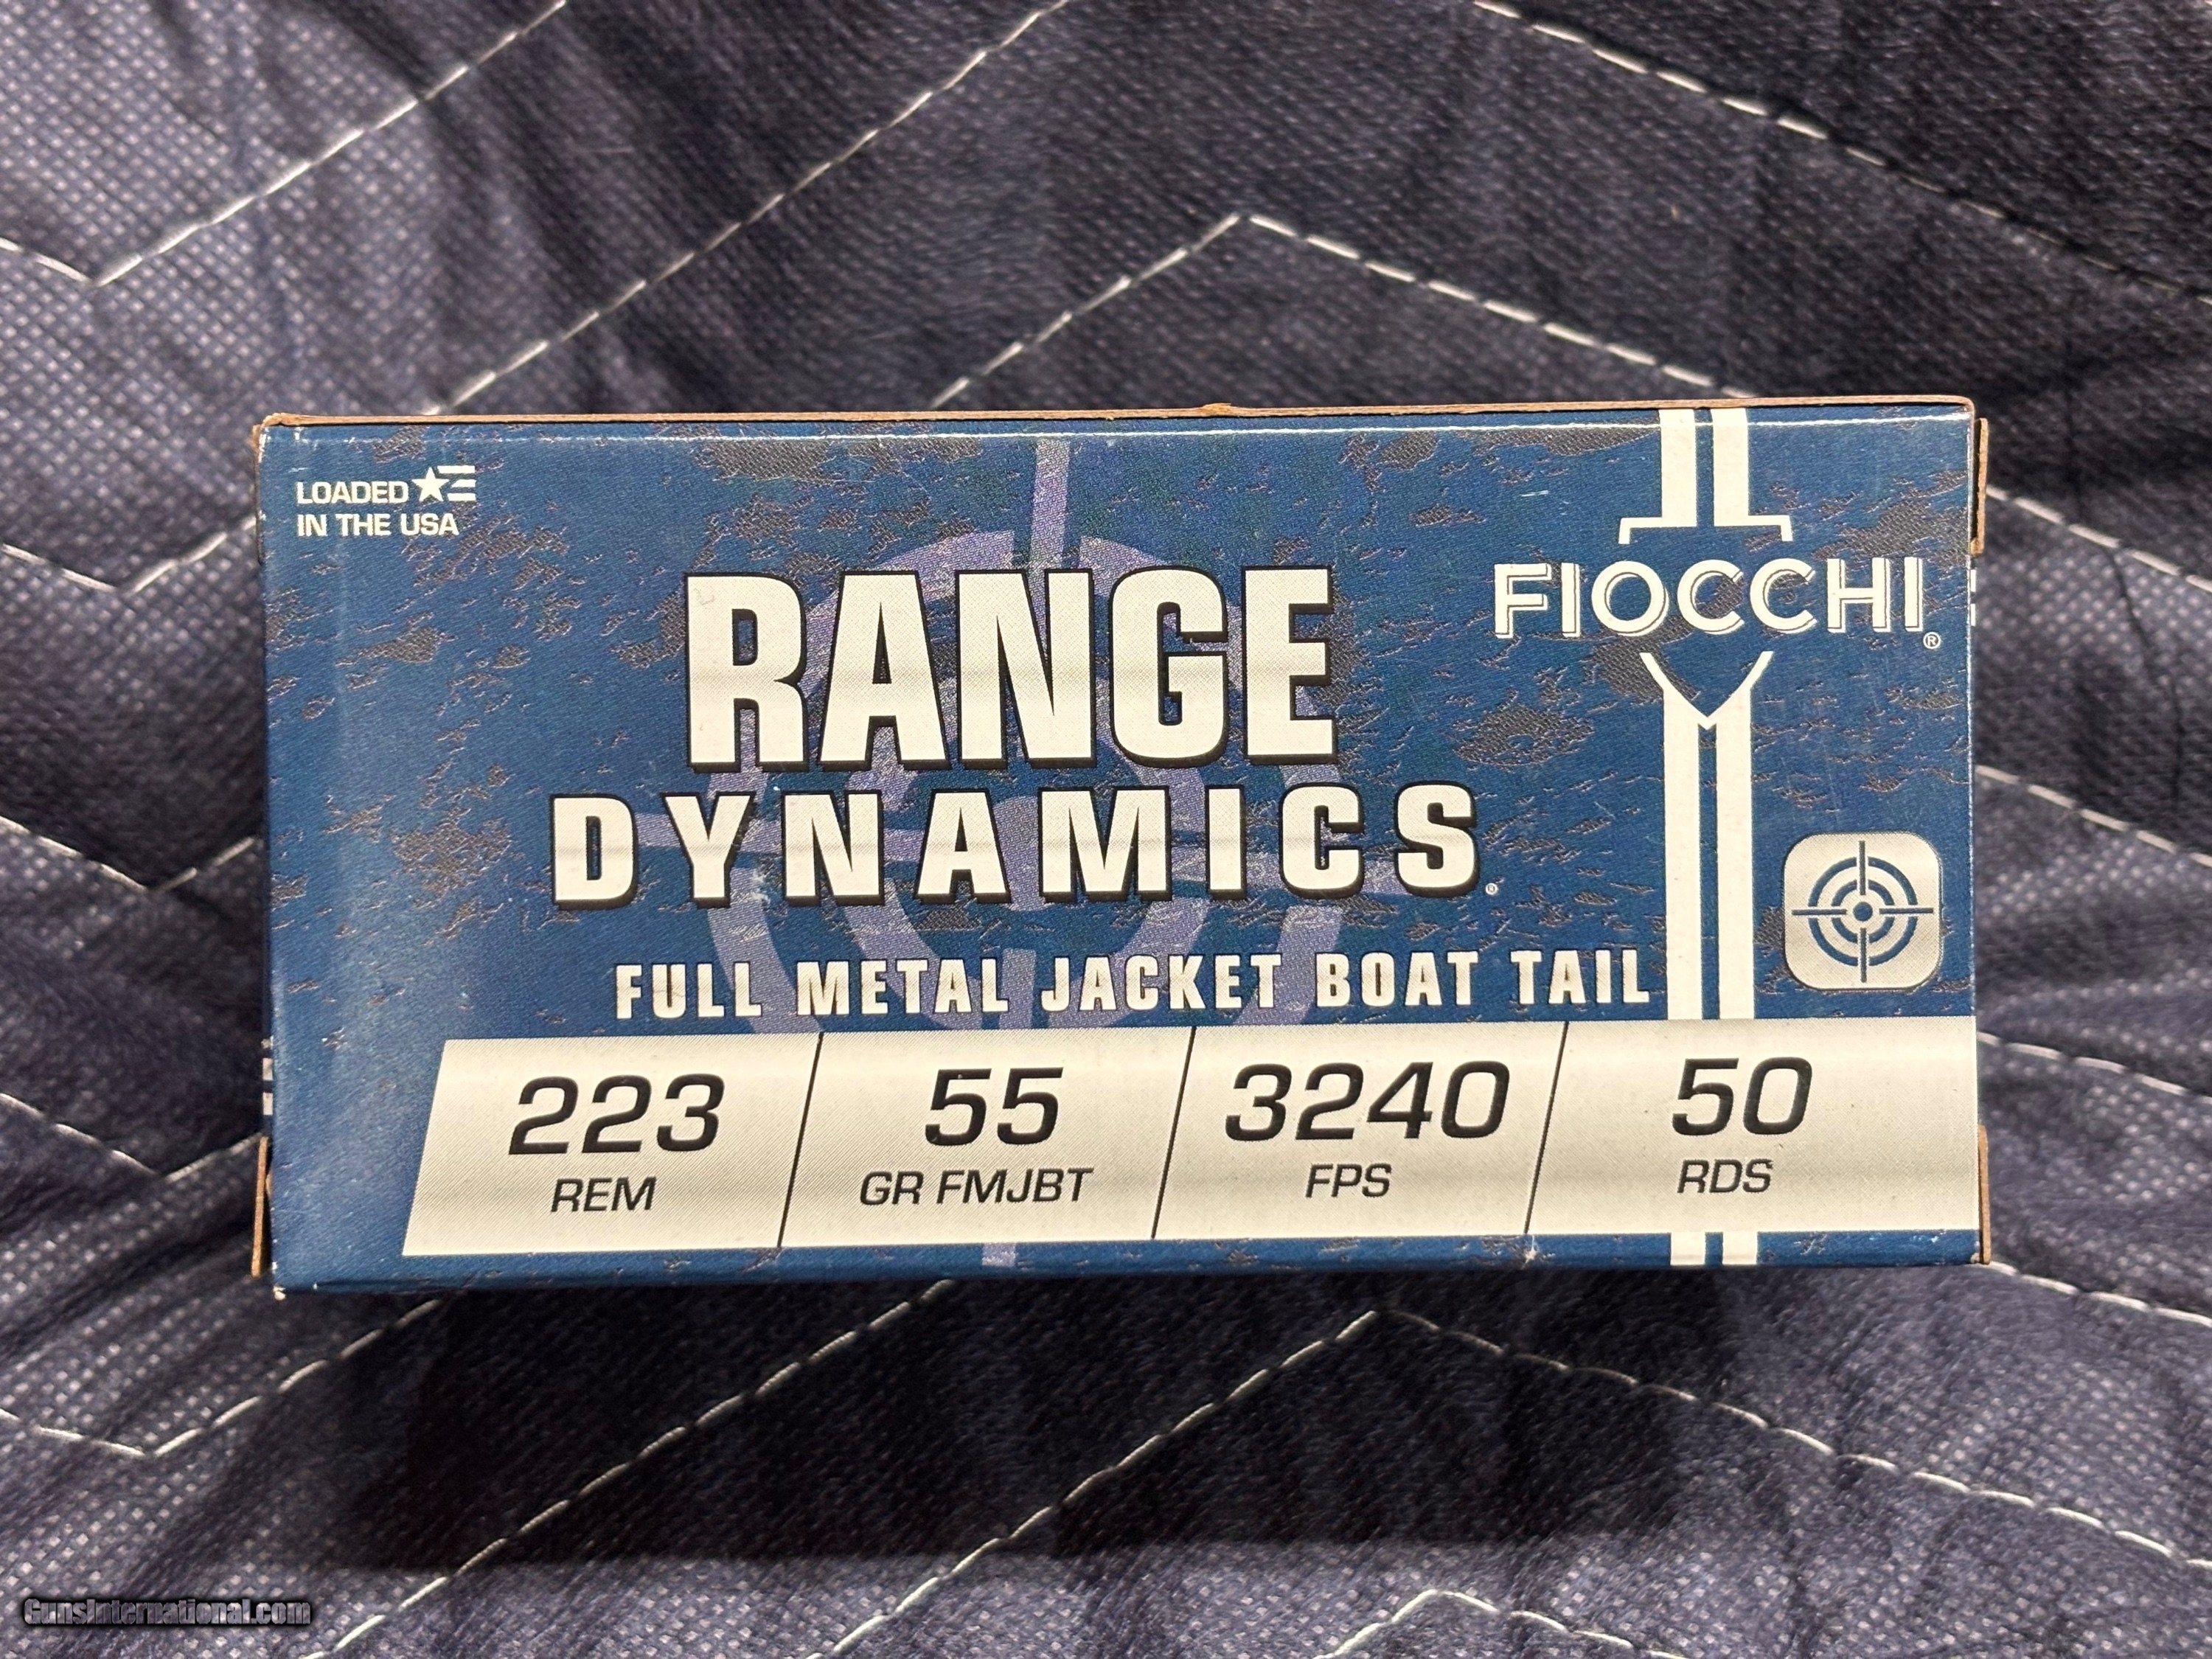 LOADED
IN THE USA
FIOCCHI®
RANGE
DYNAMICS®
FULL METAL JACKET BOAT TAIL
223 55 3240 50
REM GR FMJBT FPS RDS
GunsInternational.com